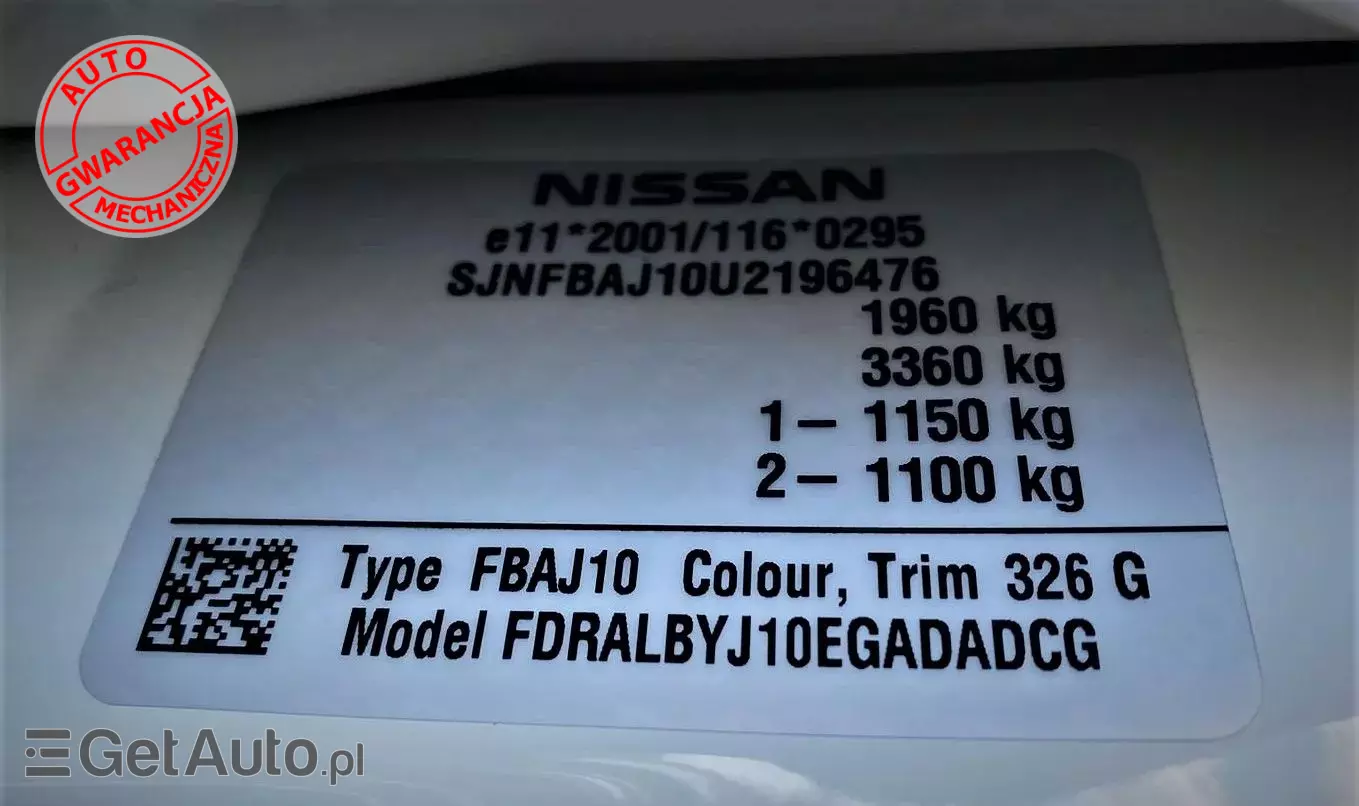 AUTO
GWARANCJA
MECHANICZNA
NISSAN
e11*2001/116*0295
SJNFBAJ10U2196476
1960 kg
3360 kg
1– 1150 kg
2– 1100 kg
Type FBAJ10 Colour, Trim 326 G
Model FDRALBYJ10EGADADCG
GetAuto.pl